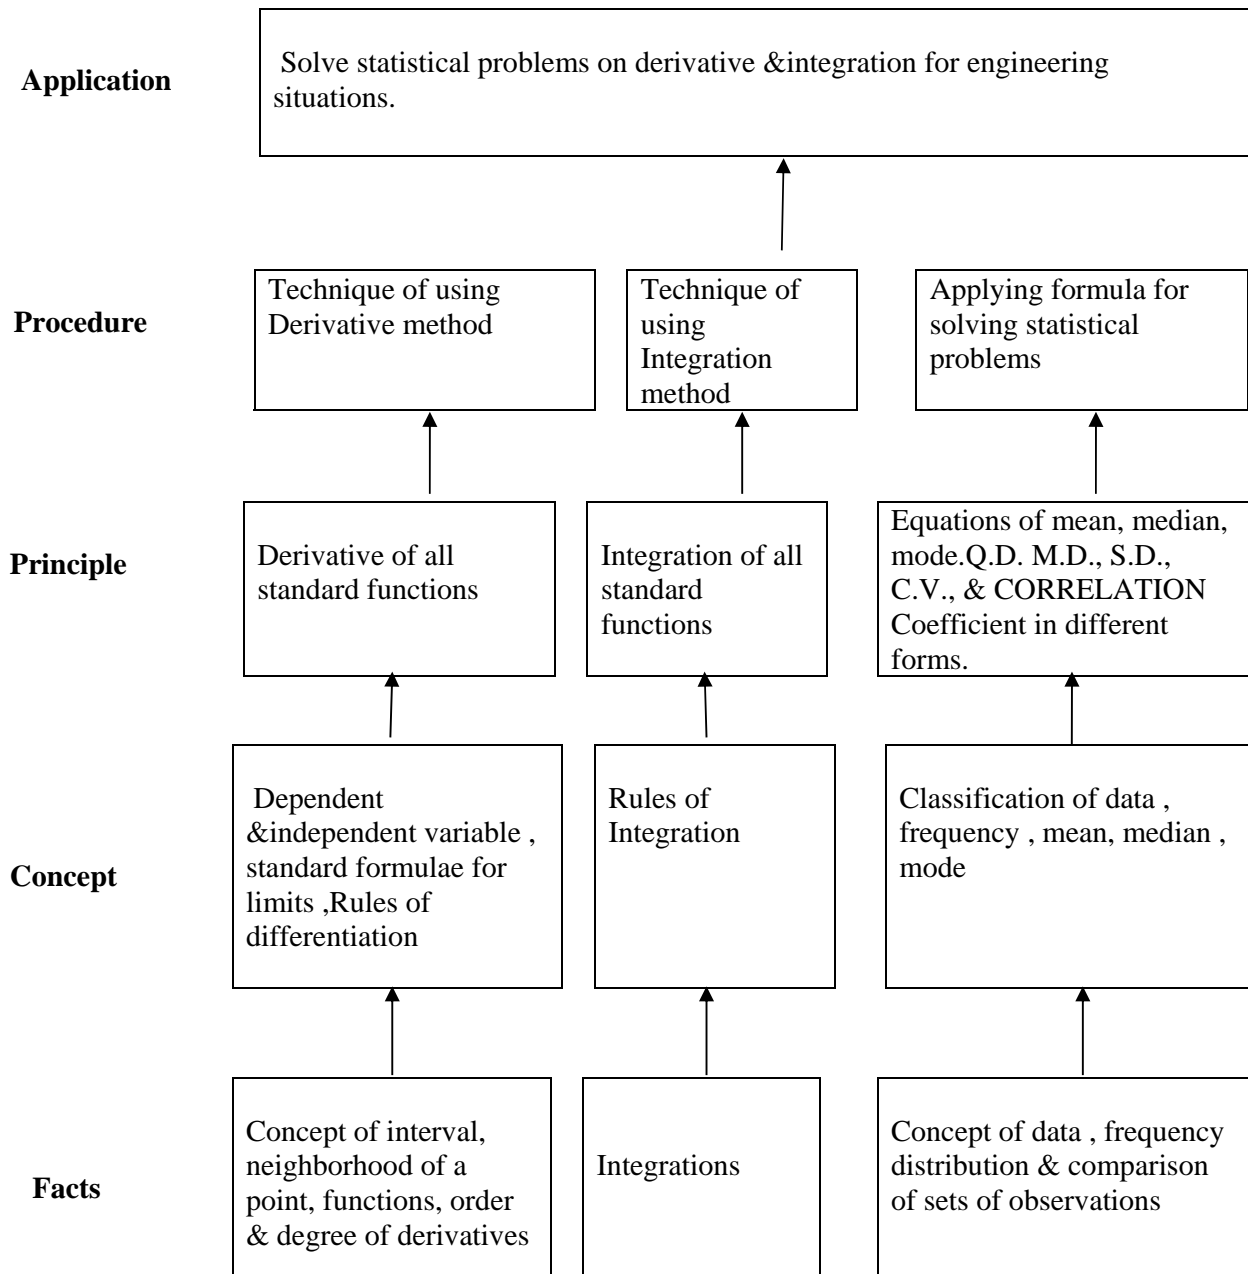 Application
Solve statistical problems on derivative &integration for engineering
situations.
Procedure
Technique of using
Derivative method
Technique of
using
Integration
method
Applying formula for
solving statistical
problems
Principle
Derivative of all
standard functions
Integration of all
standard
functions
Equations of mean, median,
mode.Q.D. M.D., S.D.,
C.V., & CORRELATION
Coefficient in different
forms.
Concept
Dependent
&independent variable ,
standard formulae for
limits ,Rules of
differentiation
Rules of
Integration
Classification of data ,
frequency , mean, median ,
mode
Facts
Concept of interval,
neighborhood of a
point, functions, order
& degree of derivatives
Integrations
Concept of data , frequency
distribution & comparison
of sets of observations